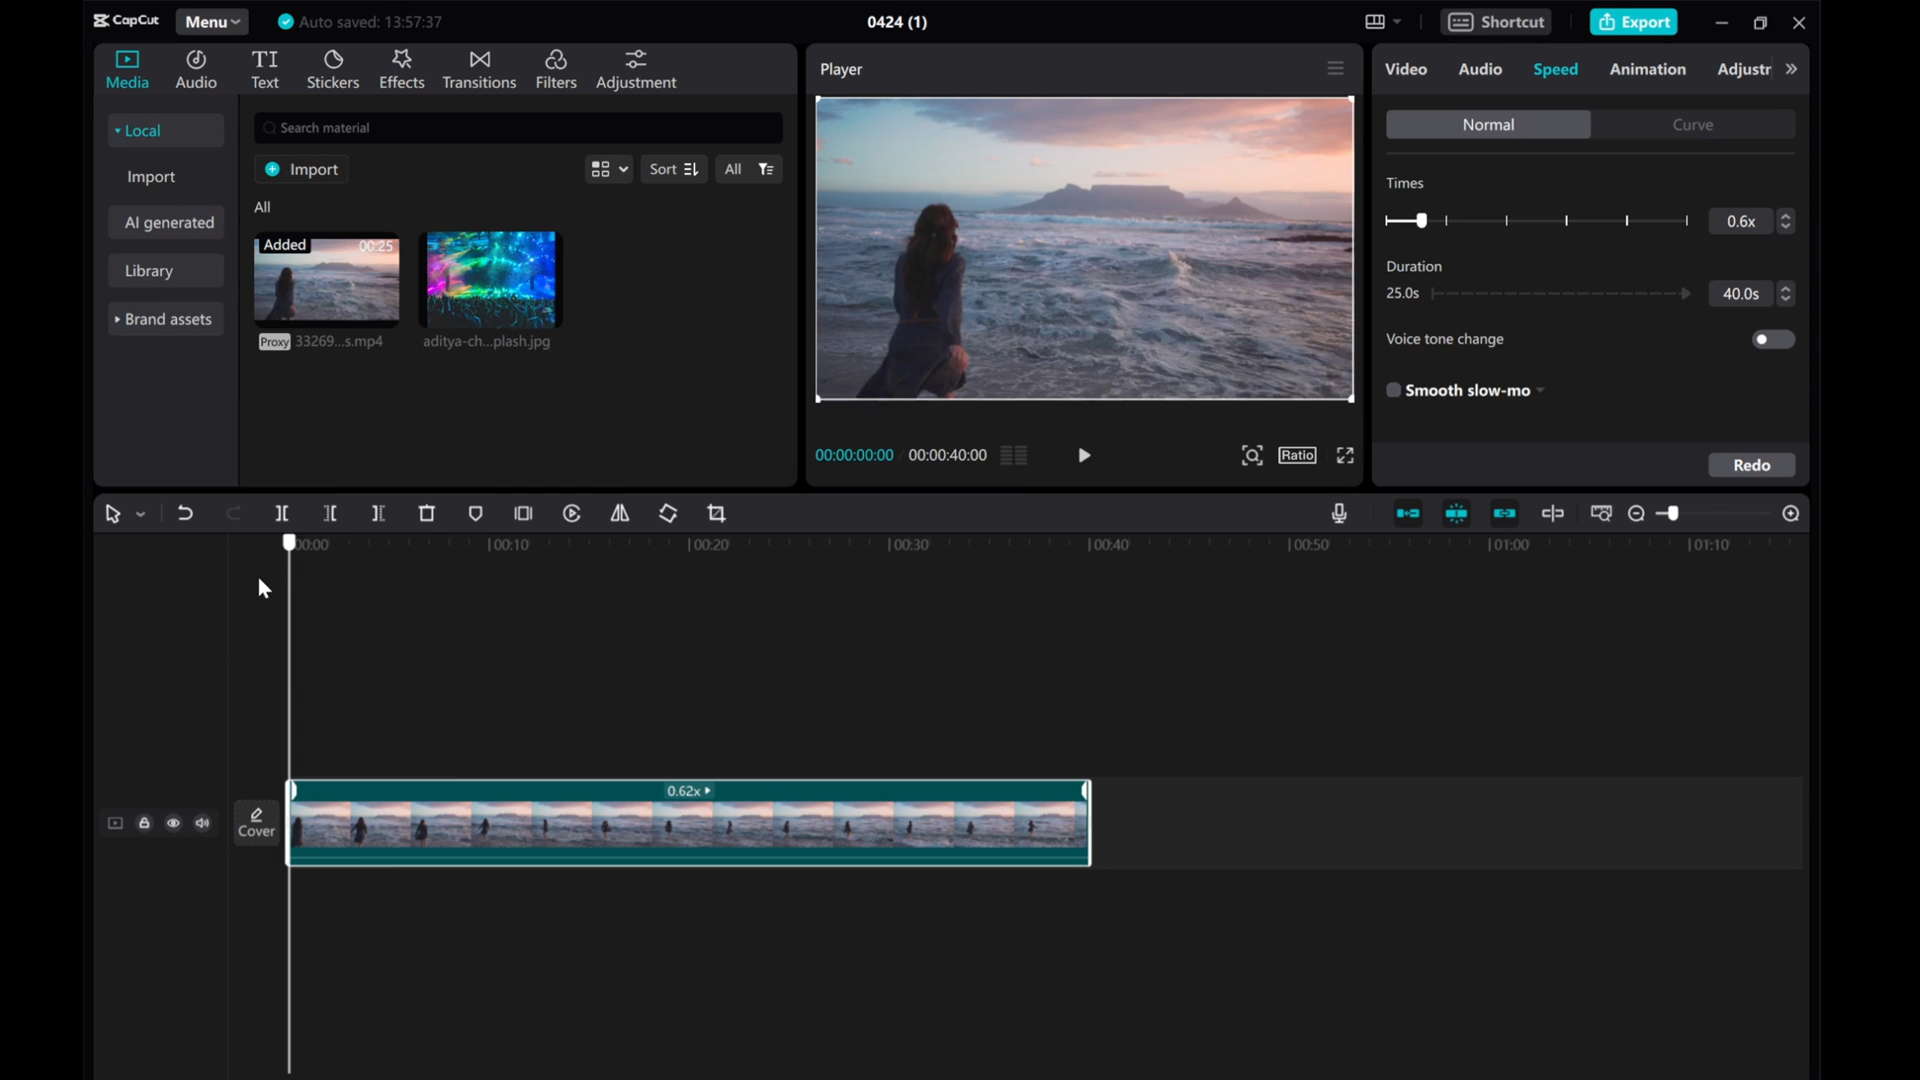 CapCut Menu Auto saved: 13:57:37 0424 (1) Shortcut Export
Media Audio Text Stickers Effects Transitions Filters Adjustment
TI
Local
Import
AI generated
Library
Brand assets
Search material
Import Sort All
All
Added 00:25
Proxy 33269...s.mp4 aditya-ch...plash.jpg
Player
00:00:00:00 00:00:40:00 Ratio
Video Audio Speed Animation Adjustr
Normal Curve
Times
0.6x
Duration
25.0s 40.0s
Voice tone change
Smooth slow-mo
Redo
00:00 00:10 00:20 00:30 00:40 00:50 01:00 01:10
0.62x
Cover